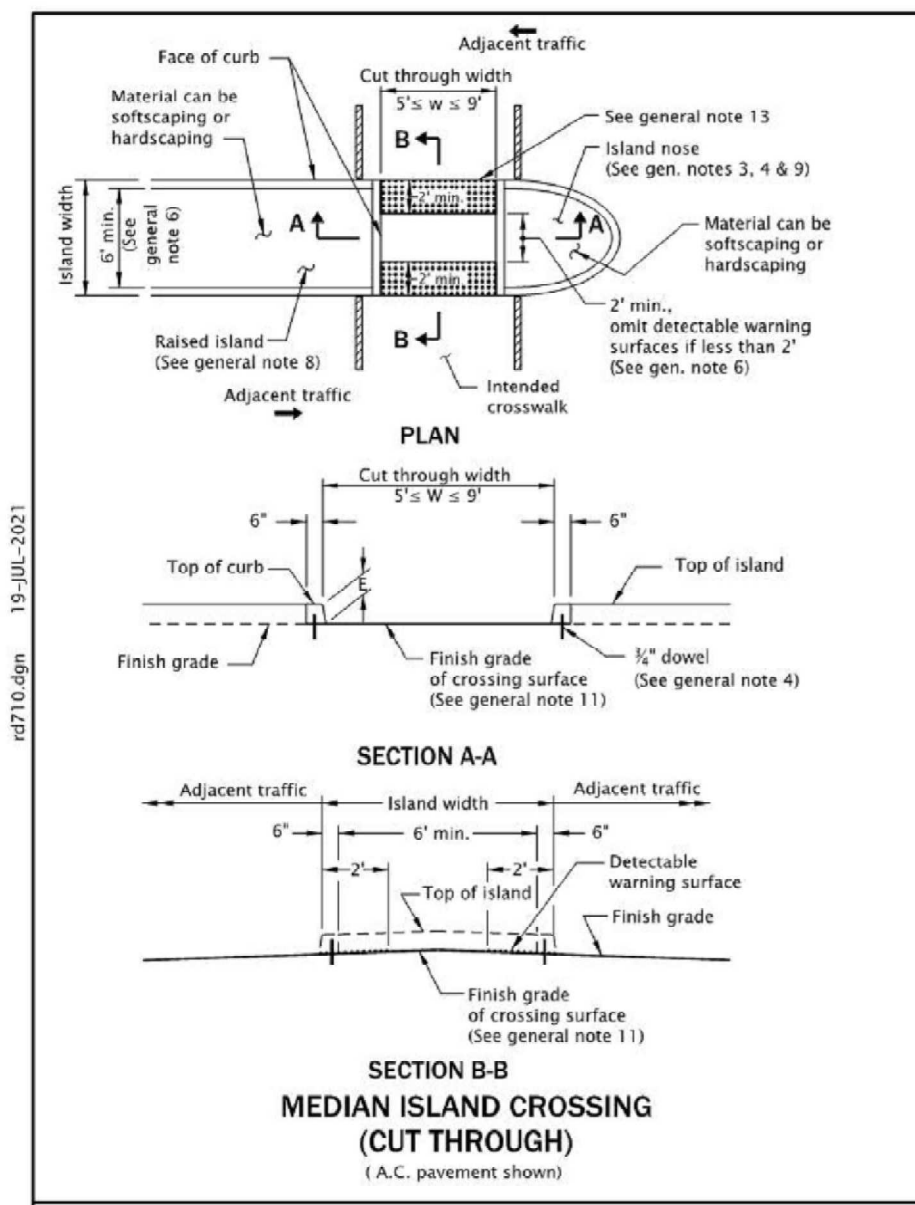 Adjacent traffic
Face of curb
Cut through width
5'≤ w ≤ 9'
Material can be
softscaping or
hardscaping
B
See general note 13
Island nose
(See gen. notes 3, 4 & 9)
2' min.
Island width
6' min.
(See
general
note 6)
A
A
Material can be
softscaping or
hardscaping
2' min.
2' min.,
omit detectable warning
surfaces if less than 2'
(See gen. note 6)
B
Raised island
(See general note 8)
Intended
crosswalk
Adjacent traffic
PLAN
Cut through width
5'≤ W ≤ 9'
6"
6"
Top of curb
E
Top of island
Finish grade
Finish grade
of crossing surface
(See general note 11)
¾" dowel
(See general note 4)
SECTION A-A
Adjacent traffic
Island width
Adjacent traffic
6"
6' min.
6"
2'
2'
Detectable
warning surface
Top of island
Finish grade
Finish grade
of crossing surface
(See general note 11)
SECTION B-B
MEDIAN ISLAND CROSSING
(CUT THROUGH)
( A.C. pavement shown)
rd710.dgn 19-JUL-2021